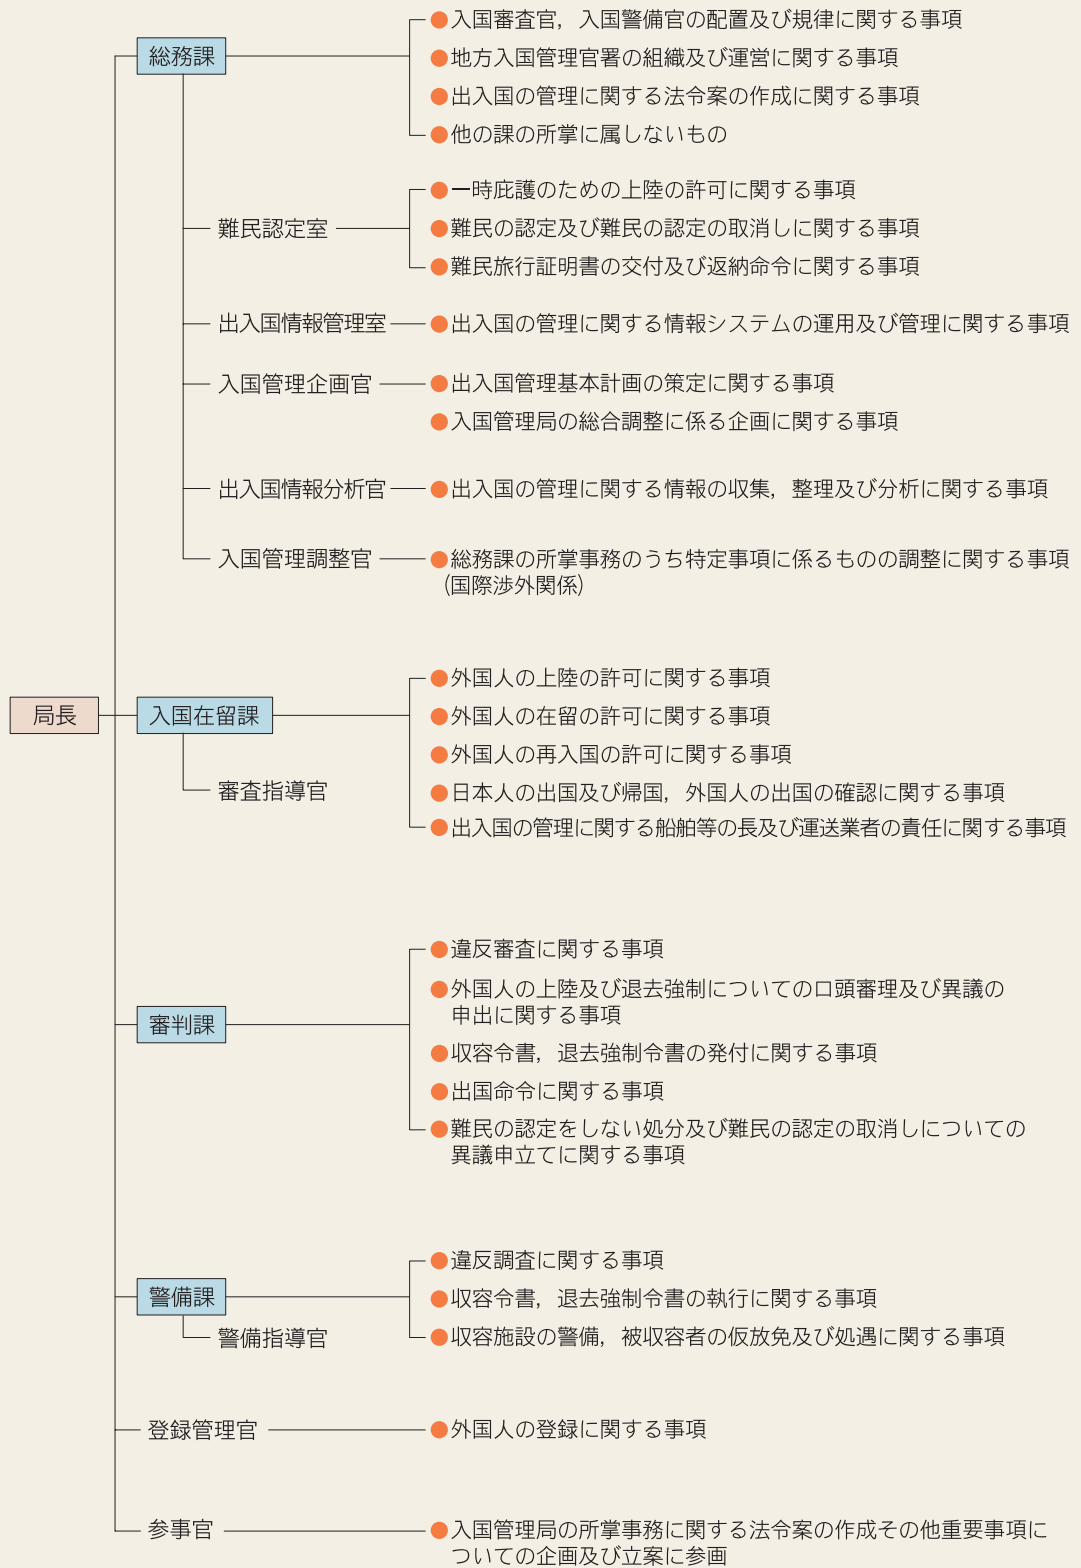 総務課
●入国審査官，入国警備官の配置及び規律に関する事項
●地方入国管理官署の組織及び運営に関する事項
●出入国の管理に関する法令案の作成に関する事項
●他の課の所掌に属しないもの
難民認定室
●一時庇護のための上陸の許可に関する事項
●難民の認定及び難民の認定の取消しに関する事項
●難民旅行証明書の交付及び返納命令に関する事項
出入国情報管理室
●出入国の管理に関する情報システムの運用及び管理に関する事項
入国管理企画官
●出入国管理基本計画の策定に関する事項
●入国管理局の総合調整に係る企画に関する事項
出入国情報分析官
●出入国の管理に関する情報の収集，整理及び分析に関する事項
入国管理調整官
●総務課の所掌事務のうち特定事項に係るものの調整に関する事項
（国際渉外関係）
局長
入国在留課
●外国人の上陸の許可に関する事項
●外国人の在留の許可に関する事項
●外国人の再入国の許可に関する事項
●日本人の出国及び帰国，外国人の出国の確認に関する事項
●出入国の管理に関する船舶等の長及び運送業者の責任に関する事項
審査指導官
審判課
●違反審査に関する事項
●外国人の上陸及び退去強制についての口頭審理及び異議の
申出に関する事項
●収容令書，退去強制令書の発付に関する事項
●出国命令に関する事項
●難民の認定をしない処分及び難民の認定の取消しについての
異議申立てに関する事項
警備課
●違反調査に関する事項
●収容令書，退去強制令書の執行に関する事項
●収容施設の警備，被収容者の仮放免及び処遇に関する事項
警備指導官
登録管理官
●外国人の登録に関する事項
参事官
●入国管理局の所掌事務に関する法令案の作成その他重要事項に
ついての企画及び立案に参画